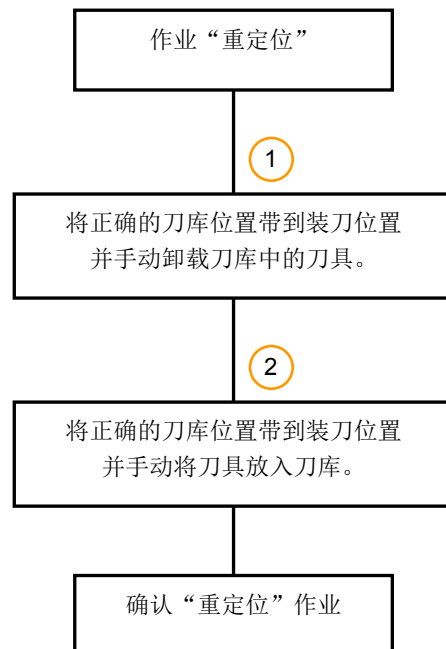 作业“重定位”
1
将正确的刀库位置带到装刀位置
并手动卸载刀库中的刀具。
2
将正确的刀库位置带到装刀位置
并手动将刀具放入刀库。
确认“重定位”作业